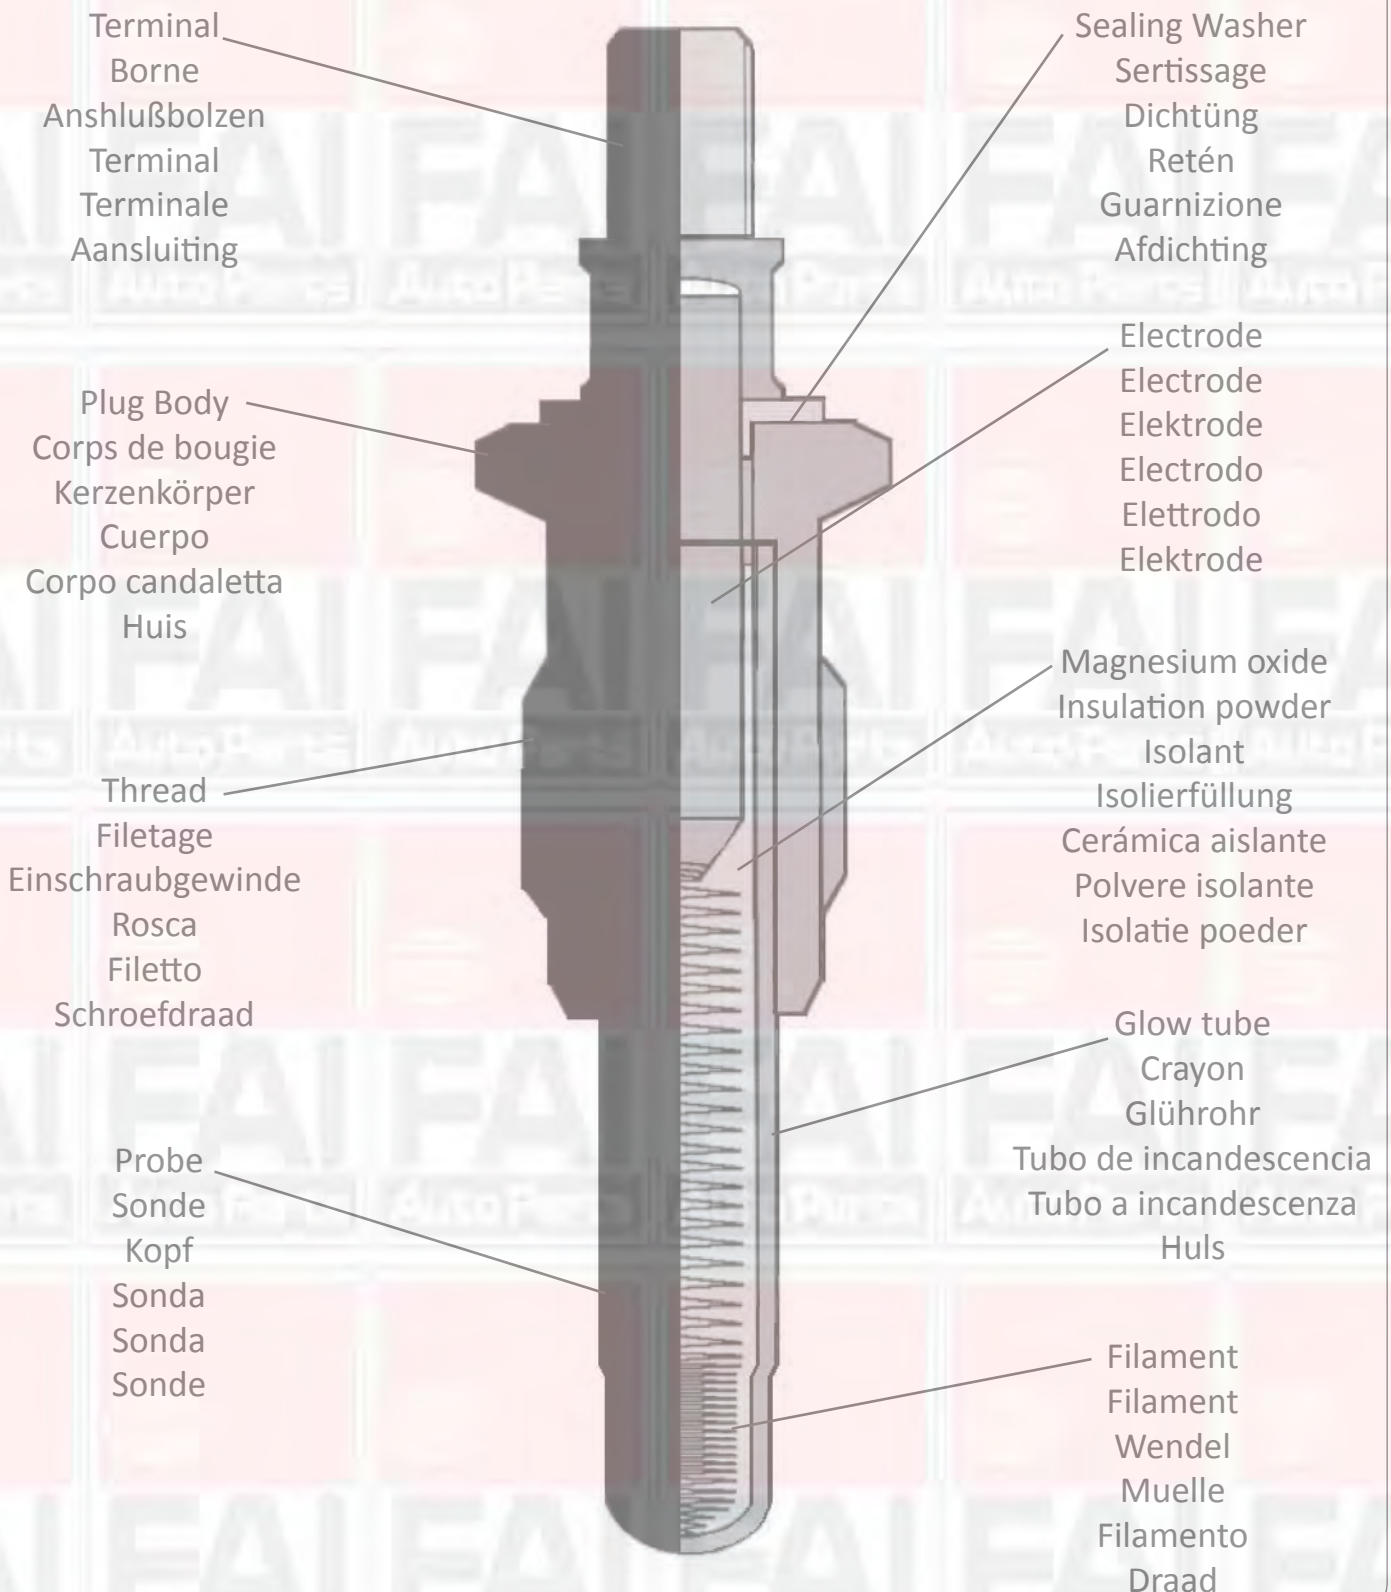 Terminal
Borne
Anshlußbolzen
Terminal
Terminale
Aansluiting
Plug Body
Corps de bougie
Kerzenkörper
Cuerpo
Corpo candaletta
Huis
Thread
Filetage
Einschraubgewinde
Rosca
Filetto
Schroefdraad
Probe
Sonde
Kopf
Sonda
Sonda
Sonde
Sealing Washer
Sertissage
Dichtüng
Retén
Guarnizione
Afdichting
Electrode
Electrode
Elektrode
Electrodo
Elettrodo
Elektrode
Magnesium oxide
Insulation powder
Isolant
Isolierfüllung
Cerámica aislante
Polvere isolante
Isolatie poeder
Glow tube
Crayon
Glührohr
Tubo de incandescencia
Tubo a incandescenza
Huls
Filament
Filament
Wendel
Muelle
Filamento
Draad
FAI
Auto Parts